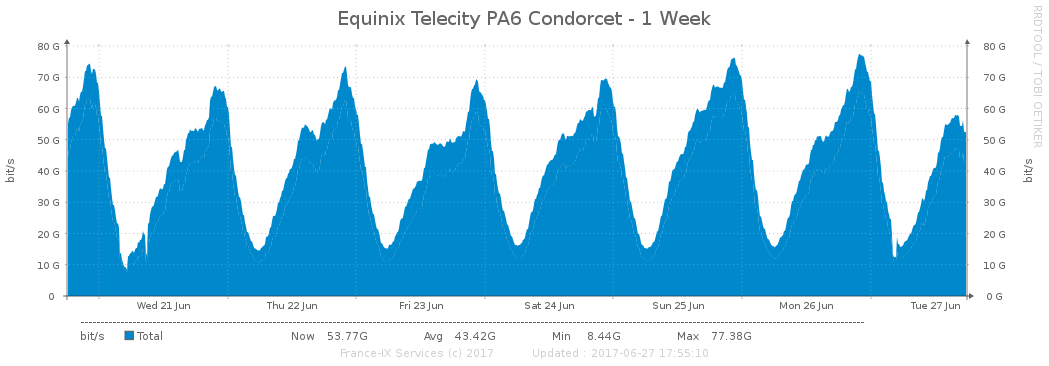 Equinix Telecity PA6 Condorcet - 1 Week
RRDTOOL / TOBI OETIKER
80 G 80 G
70 G 70 G
60 G 60 G
50 G 50 G
40 G 40 G
30 G 30 G
20 G 20 G
10 G 10 G
0 0 G
bit/s bit/s
Wed 21 Jun Thu 22 Jun Fri 23 Jun Sat 24 Jun Sun 25 Jun Mon 26 Jun Tue 27 Jun
bit/s Total Now 53.77G Avg 43.42G Min 8.44G Max 77.38G
France-IX Services (c) 2017 Updated : 2017-06-27 17:55:10